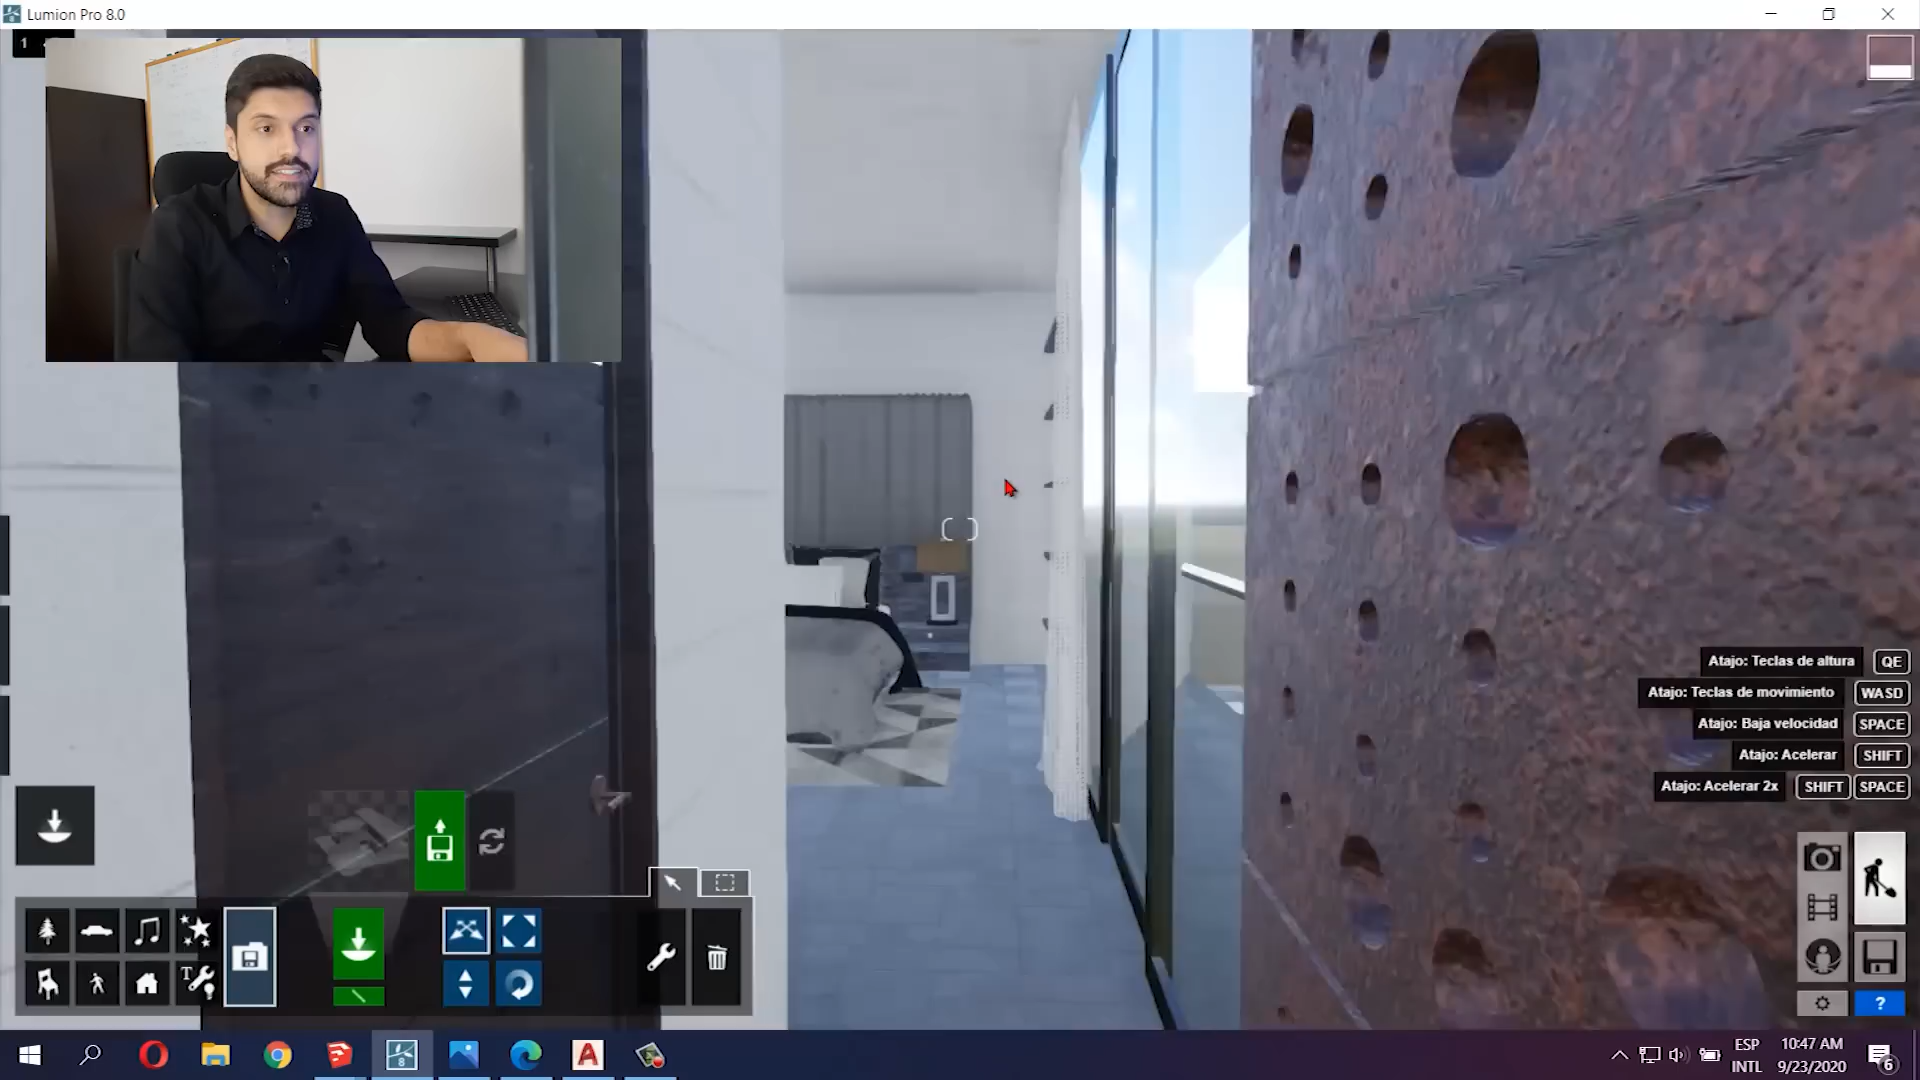 Lumion Pro 8.0
1
Atajo: Teclas de altura QE
Atajo: Teclas de movimiento WASD
Atajo: Baja velocidad SPACE
Atajo: Acelerar SHIFT
Atajo: Acelerar 2x SHIFT SPACE
T
?
8
A
ESP
INTL
10:47 AM
9/23/2020
6